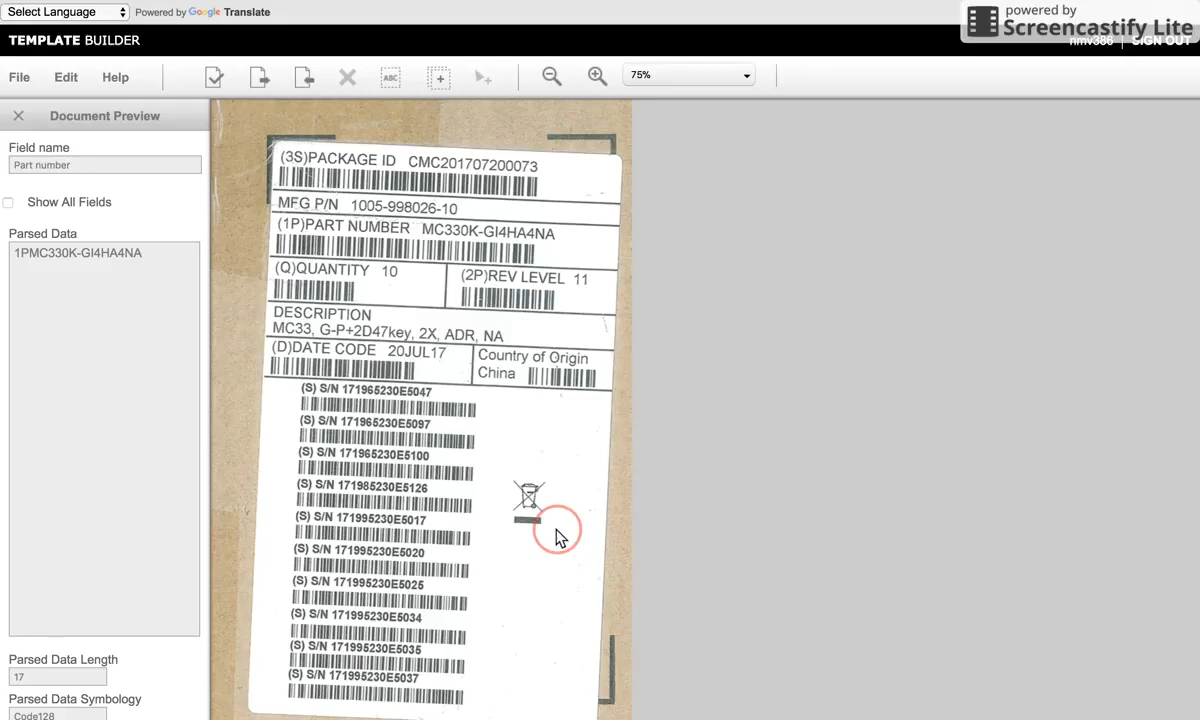 Select Language
Powered by Google Translate
powered by
Screencastify Lite
TEMPLATE BUILDER
nmv386 | SIGN OUT
File Edit Help
ABC
75%
Document Preview
Field name
Part number
Show All Fields
Parsed Data
1PMC330K-GI4HA4NA
Parsed Data Length
17
Parsed Data Symbology
Code128
(3S)PACKAGE ID CMC201707200073
MFG P/N 1005-998026-10
(1P)PART NUMBER MC330K-GI4HA4NA
(Q)QUANTITY 10
(2P)REV LEVEL 11
DESCRIPTION
MC33, G-P+2D47key, 2X, ADR, NA
(D)DATE CODE 20JUL17
Country of Origin
China
(S) S/N 171965230E5047
(S) S/N 171965230E5097
(S) S/N 171965230E5100
(S) S/N 171985230E5126
(S) S/N 171995230E5017
(S) S/N 171995230E5020
(S) S/N 171995230E5025
(S) S/N 171995230E5034
(S) S/N 171995230E5035
(S) S/N 171995230E5037